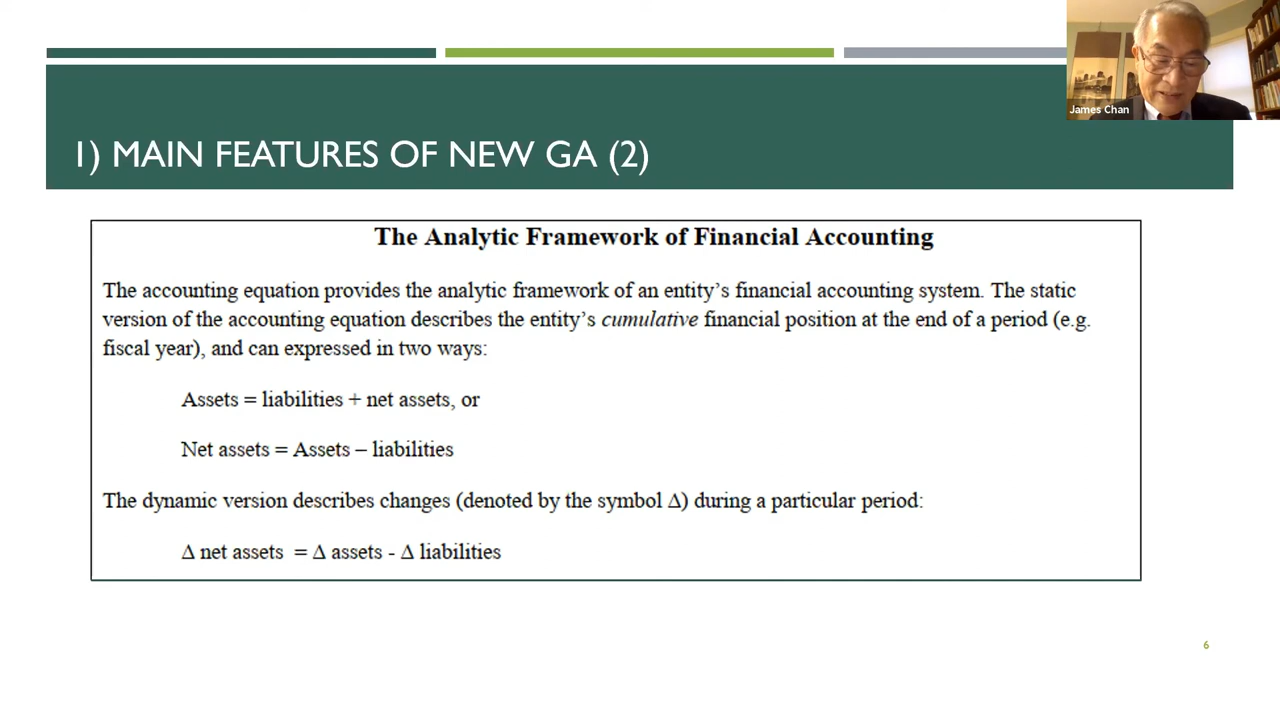 James Chan
1) MAIN FEATURES OF NEW GA (2)
The Analytic Framework of Financial Accounting
The accounting equation provides the analytic framework of an entity's financial accounting system. The static
version of the accounting equation describes the entity's cumulative financial position at the end of a period (e.g.
fiscal year), and can expressed in two ways:
Assets = liabilities + net assets, or
Net assets = Assets – liabilities
The dynamic version describes changes (denoted by the symbol Δ) during a particular period:
Δ net assets = Δ assets - Δ liabilities
6